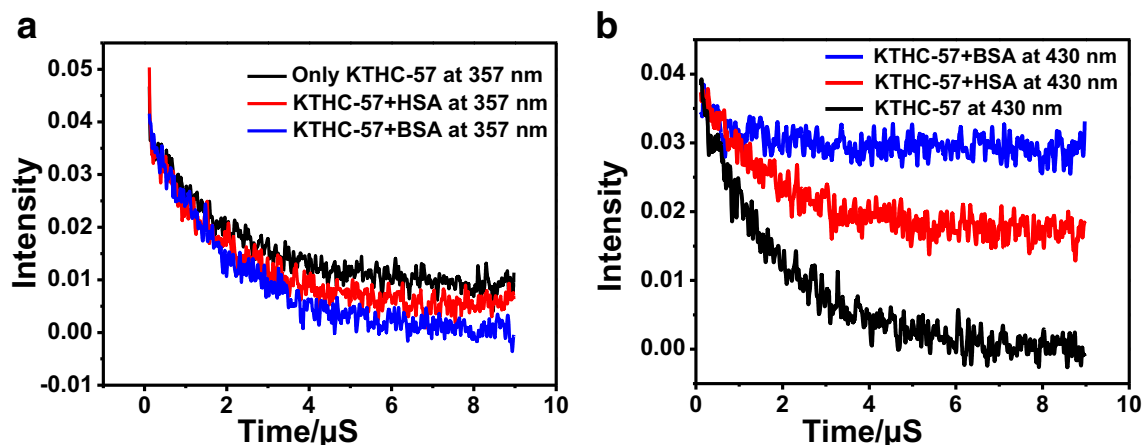 a
Intensity
0.05
0.04
0.03
0.02
0.01
0.00
-0.01
Only KTHC-57 at 357 nm
KTHC-57+HSA at 357 nm
KTHC-57+BSA at 357 nm
0 2 4 6 8 10
Time/µS
b
Intensity
0.04
0.03
0.02
0.01
0.00
KTHC-57+BSA at 430 nm
KTHC-57+HSA at 430 nm
KTHC-57 at 430 nm
0 2 4 6 8 10
Time/µS